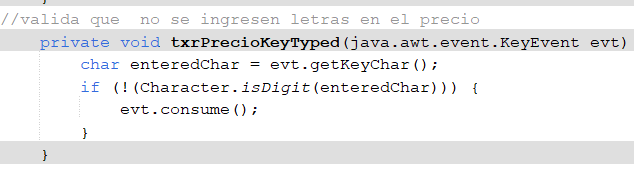 //valida que  no se ingresen letras en el precio
    private void txrPrecioKeyTyped(java.awt.event.KeyEvent evt)
        char enteredChar = evt.getKeyChar();
        if (!(Character.isDigit(enteredChar))) {
            evt.consume();
        }
    }